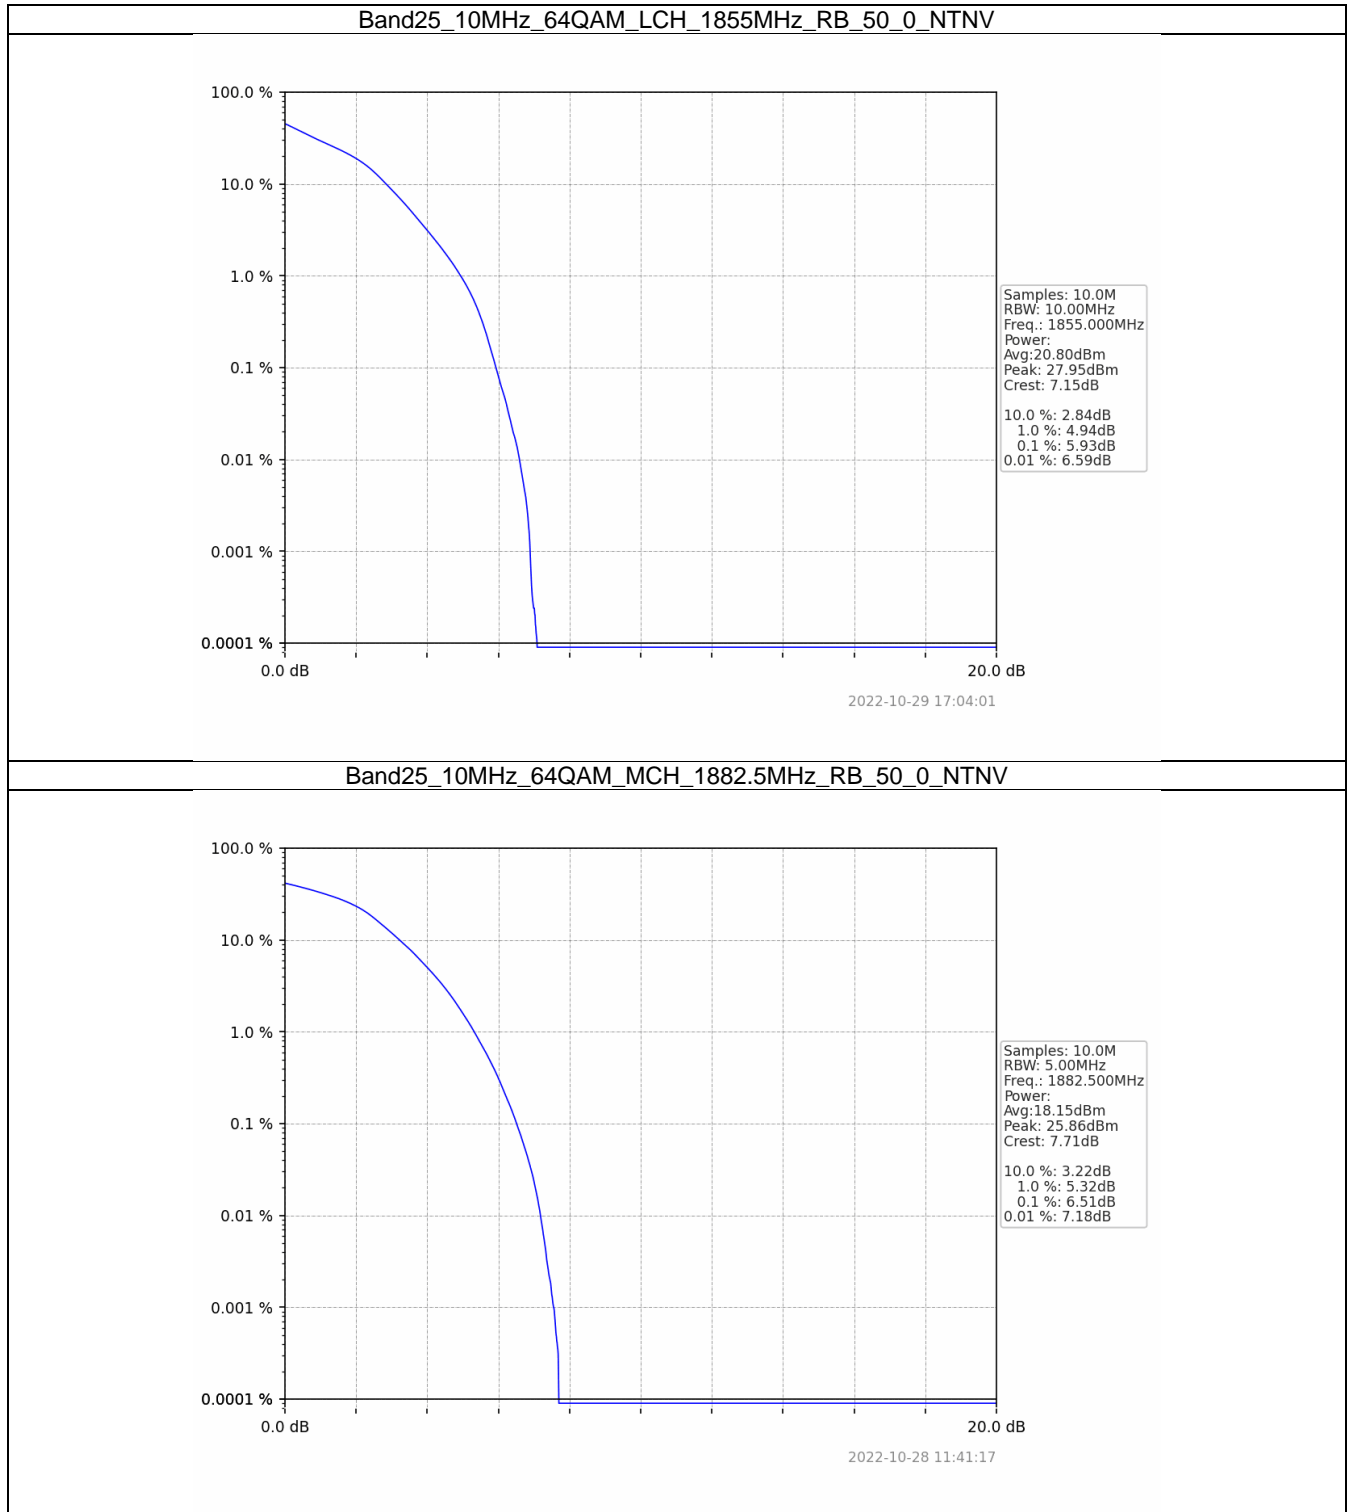 Band25_10MHz_64QAM_LCH_1855MHz_RB_50_0_NTNV
100.0 %
10.0 %
1.0 %
0.1 %
0.01 %
0.001 %
0.0001 %
0.0 dB
20.0 dB
Samples: 10.0M
RBW: 10.00MHz
Freq.: 1855.000MHz
Power:
Avg:20.80dBm
Peak: 27.95dBm
Crest: 7.15dB
10.0 %: 2.84dB
1.0 %: 4.94dB
0.1 %: 5.93dB
0.01 %: 6.59dB
2022-10-29 17:04:01
Band25_10MHz_64QAM_MCH_1882.5MHz_RB_50_0_NTNV
100.0 %
10.0 %
1.0 %
0.1 %
0.01 %
0.001 %
0.0001 %
0.0 dB
20.0 dB
Samples: 10.0M
RBW: 5.00MHz
Freq.: 1882.500MHz
Power:
Avg:18.15dBm
Peak: 25.86dBm
Crest: 7.71dB
10.0 %: 3.22dB
1.0 %: 5.32dB
0.1 %: 6.51dB
0.01 %: 7.18dB
2022-10-28 11:41:17